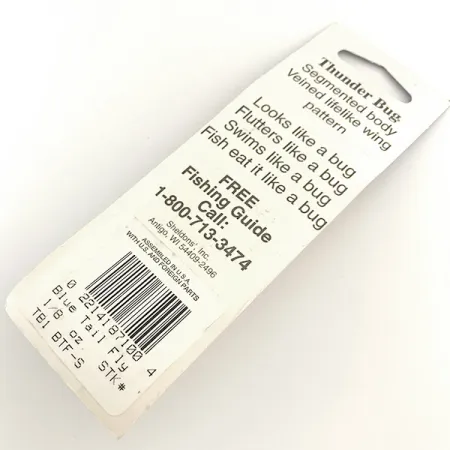 Thunder Bug
Segmented body
Veined lifelike wing
pattern
Looks like a bug
Flutters like a bug
Swims like a bug
Fish eat it like a bug
FREE
Fishing Guide
Call:
1-800-713-3474
Sheldons', Inc.
Antigo, WI 54409-2496
ASSEMBLED IN U.S.A.
WITH U.S. AND FOREIGN PARTS
0 22141 87100 4
Blue Tail Fly
1/8 oz
TB1 BTF-S STK#